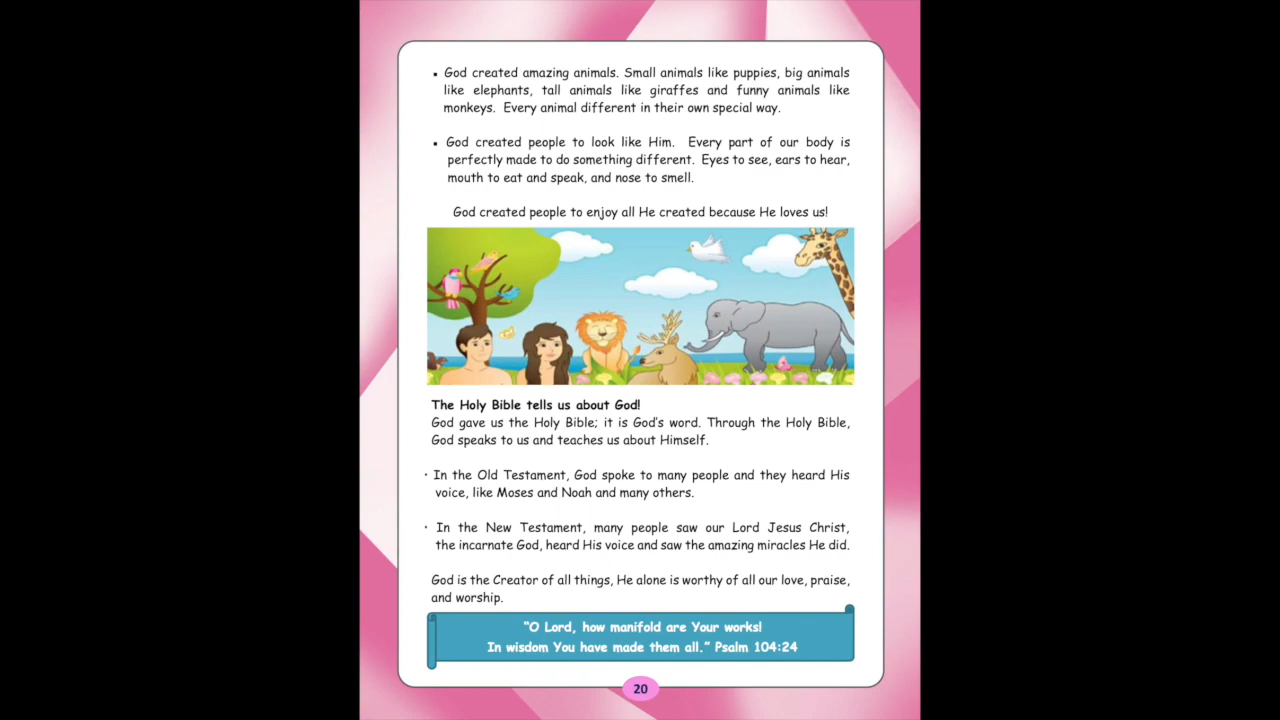 ▪ God created amazing animals. Small animals like puppies, big animals
like elephants, tall animals like giraffes and funny animals like
monkeys. Every animal different in their own special way.
▪ God created people to look like Him. Every part of our body is
perfectly made to do something different. Eyes to see, ears to hear,
mouth to eat and speak, and nose to smell.
God created people to enjoy all He created because He loves us!
The Holy Bible tells us about God!
God gave us the Holy Bible; it is God's word. Through the Holy Bible,
God speaks to us and teaches us about Himself.
· In the Old Testament, God spoke to many people and they heard His
voice, like Moses and Noah and many others.
· In the New Testament, many people saw our Lord Jesus Christ,
the incarnate God, heard His voice and saw the amazing miracles He did.
God is the Creator of all things, He alone is worthy of all our love, praise,
and worship.
"O Lord, how manifold are Your works!
In wisdom You have made them all." Psalm 104:24
20